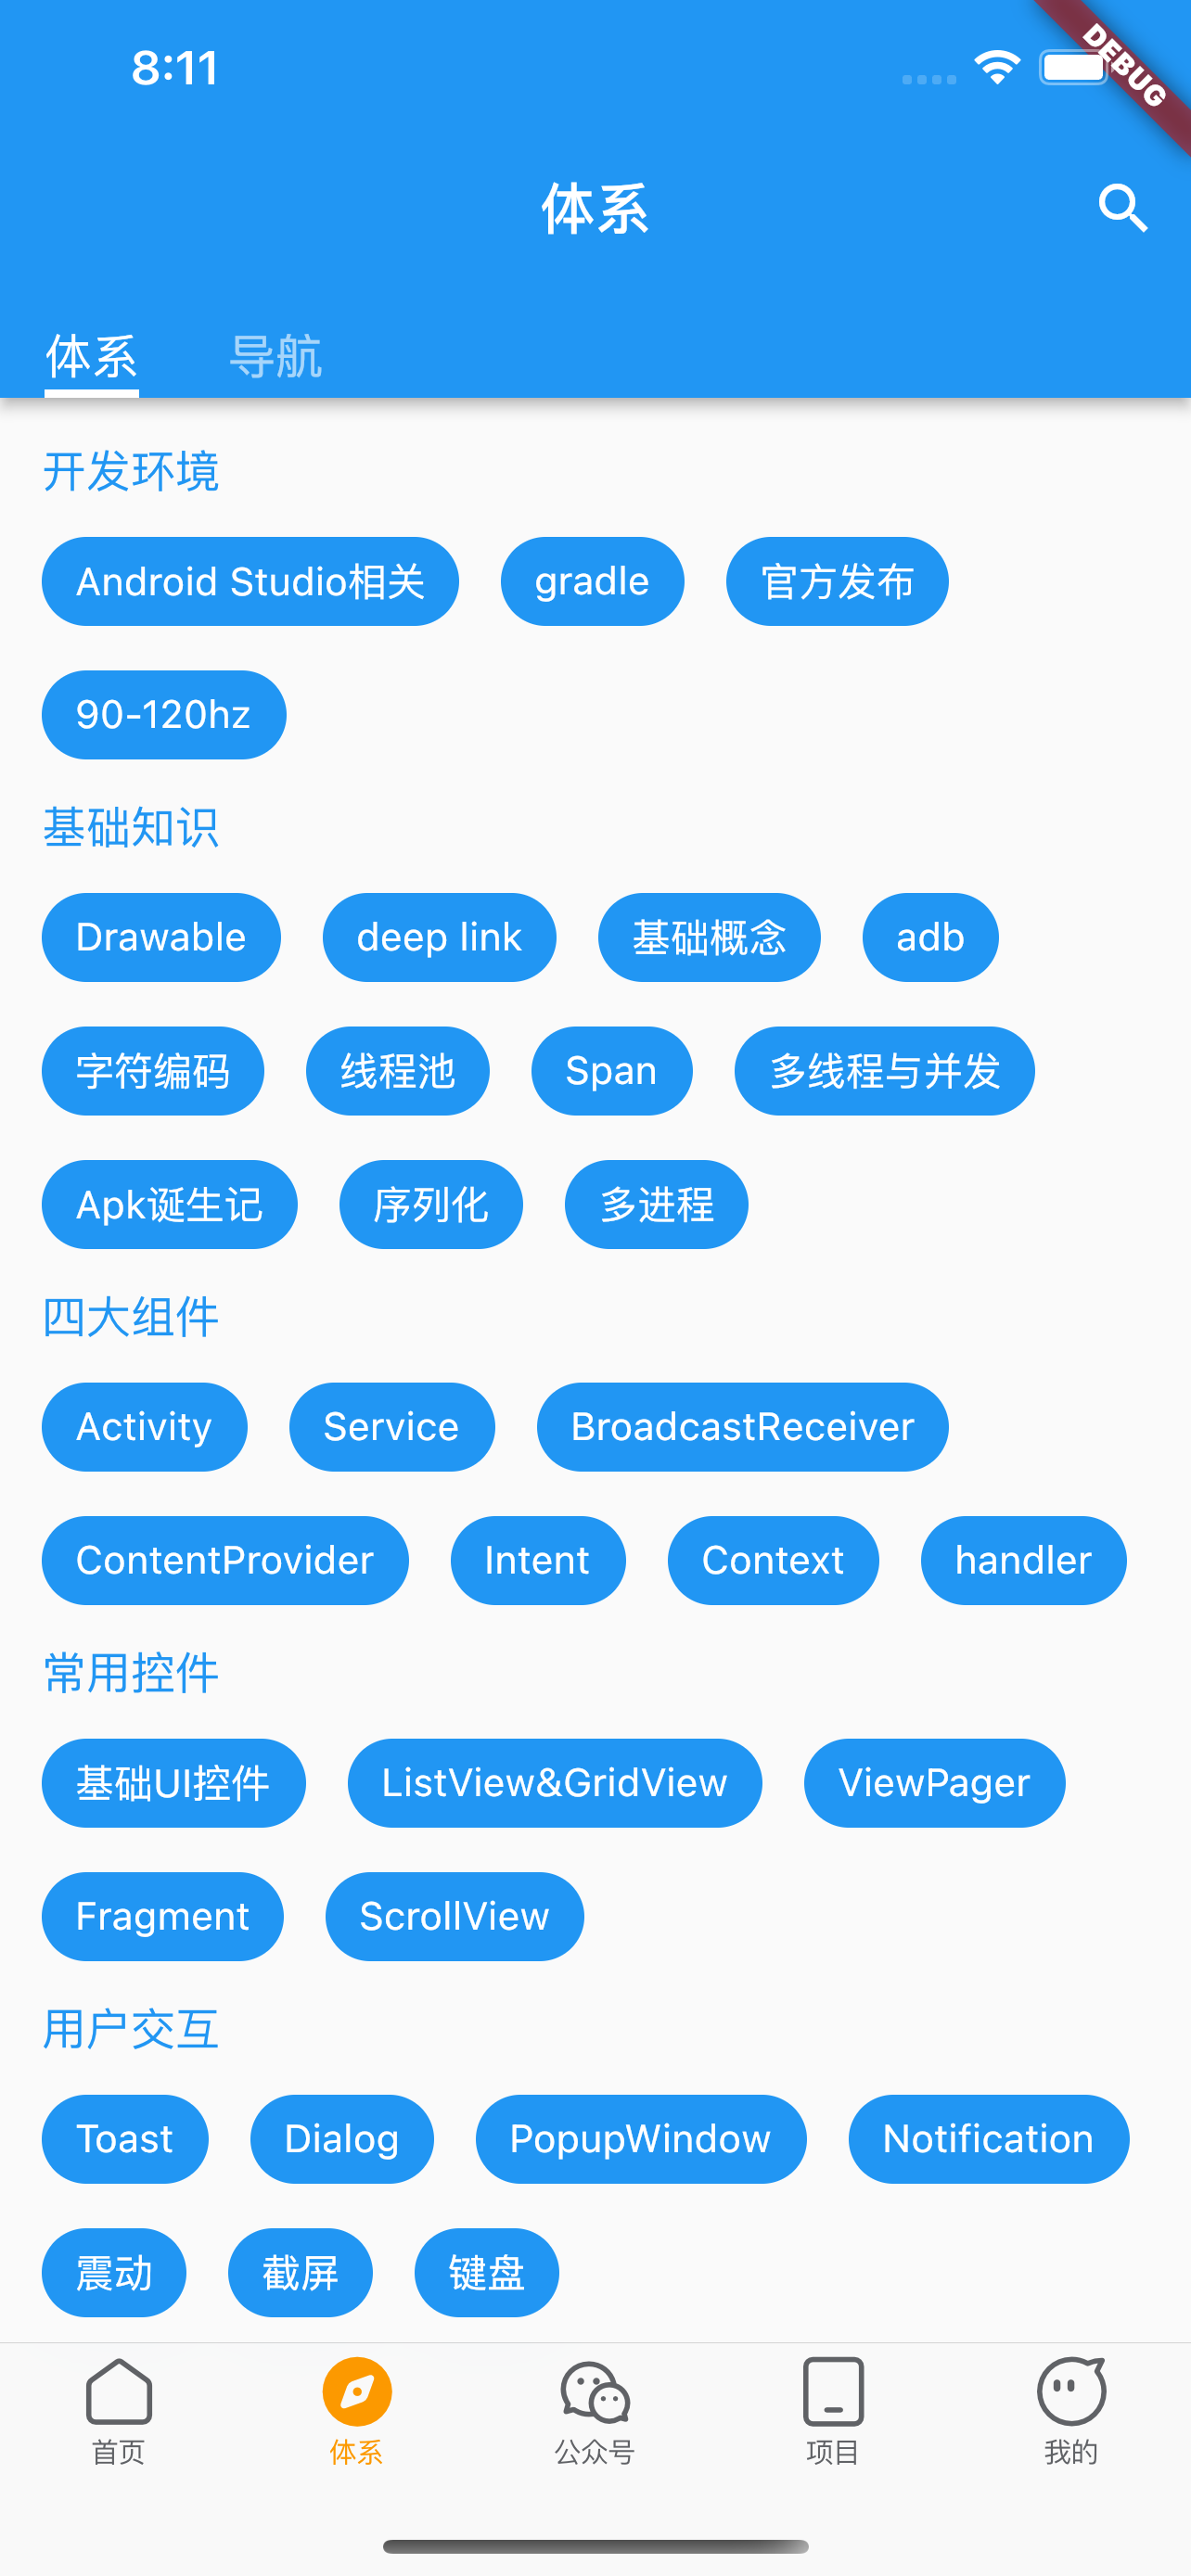 8:11
DEBUG
体系
体系 导航
开发环境
Android Studio相关 gradle 官方发布
90-120hz
基础知识
Drawable deep link 基础概念 adb
字符编码 线程池 Span 多线程与并发
Apk诞生记 序列化 多进程
四大组件
Activity Service BroadcastReceiver
ContentProvider Intent Context handler
常用控件
基础UI控件 ListView&GridView ViewPager
Fragment ScrollView
用户交互
Toast Dialog PopupWindow Notification
震动 截屏 键盘
首页 体系 公众号 项目 我的